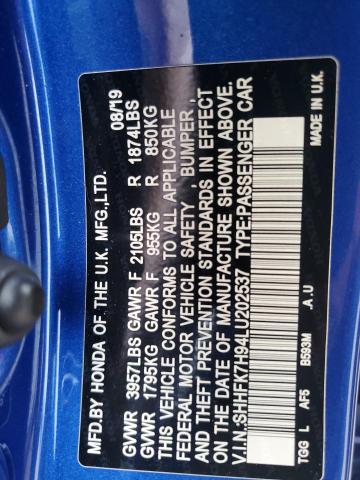 MFD.BY HONDA OF THE U.K. MFG.,LTD. 08/19
GVWR 3957LBS GAWR F 2105LBS R 1874LBS
GVWR 1795KG GAWR F 955KG R 850KG
THIS VEHICLE CONFORMS TO ALL APPLICABLE
FEDERAL MOTOR VEHICLE SAFETY , BUMPER ,
AND THEFT PREVENTION STANDARDS IN EFFECT
ON THE DATE OF MANUFACTURE SHOWN ABOVE.
V.I.N.:SHHFK7H94LU202537 TYPE:PASSENGER CAR
TGG L AF5 B593M .A .U MADE IN U.K.